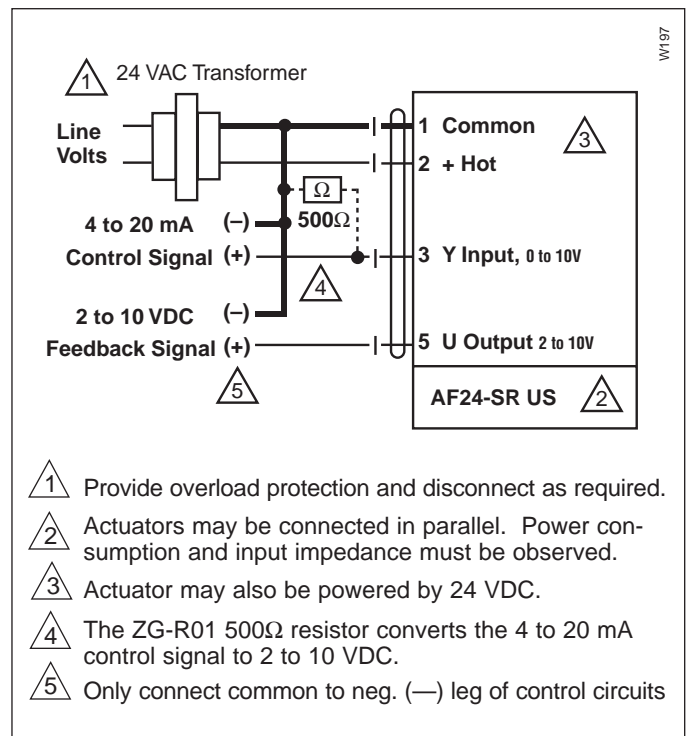 W197
1 24 VAC Transformer
Line
Volts
1 Common
3
2 + Hot
Ω
500Ω
4 to 20 mA (–)
Control Signal (+)
3 Y Input, 0 to 10V
4
2 to 10 VDC (–)
Feedback Signal (+)
5 U Output 2 to 10V
5
AF24-SR US 2
1 Provide overload protection and disconnect as required.
2 Actuators may be connected in parallel. Power con-
sumption and input impedance must be observed.
3 Actuator may also be powered by 24 VDC.
4 The ZG-R01 500Ω resistor converts the 4 to 20 mA
control signal to 2 to 10 VDC.
5 Only connect common to neg. (—) leg of control circuits